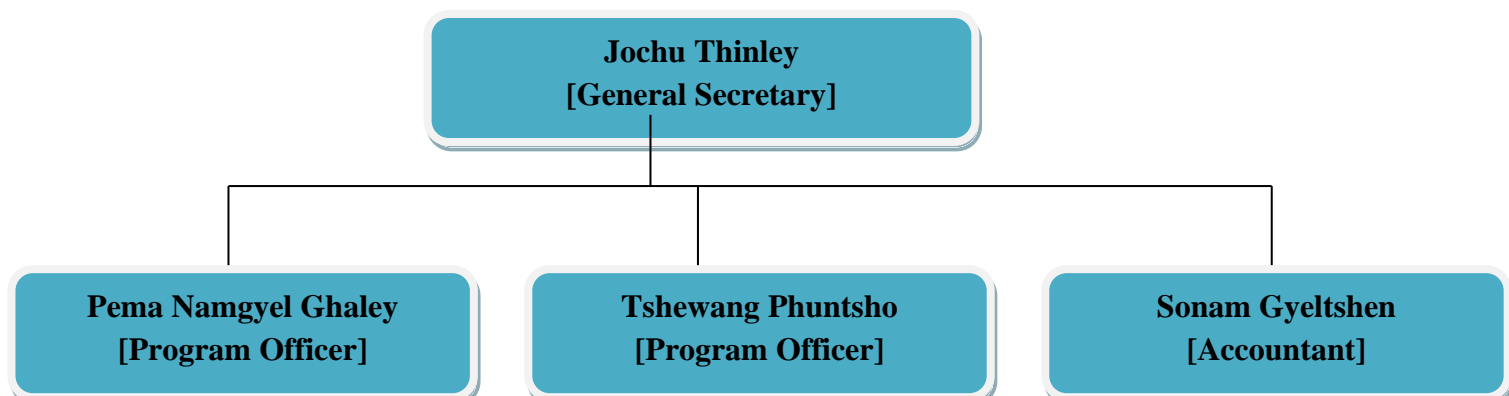 Jochu Thinley
[General Secretary]
Pema Namgyel Ghaley
[Program Officer]
Tshewang Phuntsho
[Program Officer]
Sonam Gyeltshen
[Accountant]